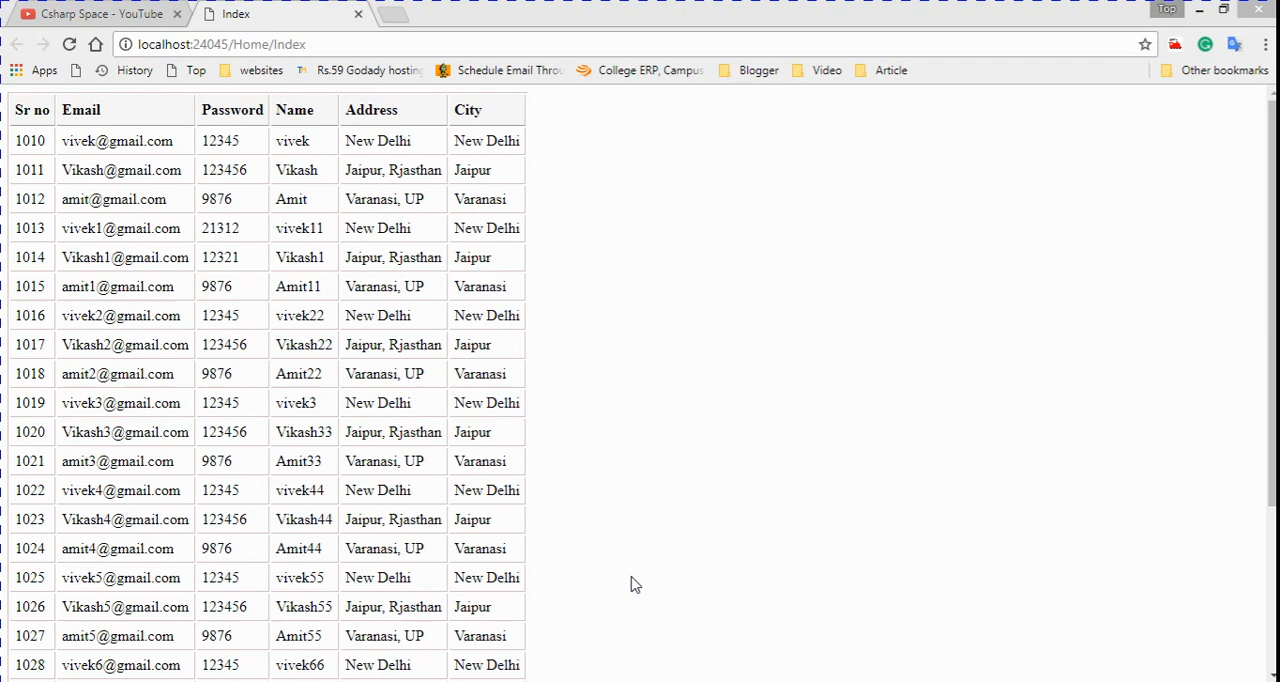 Csharp Space - YouTube Index Top
localhost:24045/Home/Index
Apps History Top websites Rs.59 Godady hosting Schedule Email Throu College ERP, Campus Blogger Video Article Other bookmarks
Sr no Email Password Name Address City
1010 vivek@gmail.com 12345 vivek New Delhi New Delhi
1011 Vikash@gmail.com 123456 Vikash Jaipur, Rjasthan Jaipur
1012 amit@gmail.com 9876 Amit Varanasi, UP Varanasi
1013 vivek1@gmail.com 21312 vivek11 New Delhi New Delhi
1014 Vikash1@gmail.com 12321 Vikash1 Jaipur, Rjasthan Jaipur
1015 amit1@gmail.com 9876 Amit11 Varanasi, UP Varanasi
1016 vivek2@gmail.com 12345 vivek22 New Delhi New Delhi
1017 Vikash2@gmail.com 123456 Vikash22 Jaipur, Rjasthan Jaipur
1018 amit2@gmail.com 9876 Amit22 Varanasi, UP Varanasi
1019 vivek3@gmail.com 12345 vivek3 New Delhi New Delhi
1020 Vikash3@gmail.com 123456 Vikash33 Jaipur, Rjasthan Jaipur
1021 amit3@gmail.com 9876 Amit33 Varanasi, UP Varanasi
1022 vivek4@gmail.com 12345 vivek44 New Delhi New Delhi
1023 Vikash4@gmail.com 123456 Vikash44 Jaipur, Rjasthan Jaipur
1024 amit4@gmail.com 9876 Amit44 Varanasi, UP Varanasi
1025 vivek5@gmail.com 12345 vivek55 New Delhi New Delhi
1026 Vikash5@gmail.com 123456 Vikash55 Jaipur, Rjasthan Jaipur
1027 amit5@gmail.com 9876 Amit55 Varanasi, UP Varanasi
1028 vivek6@gmail.com 12345 vivek66 New Delhi New Delhi